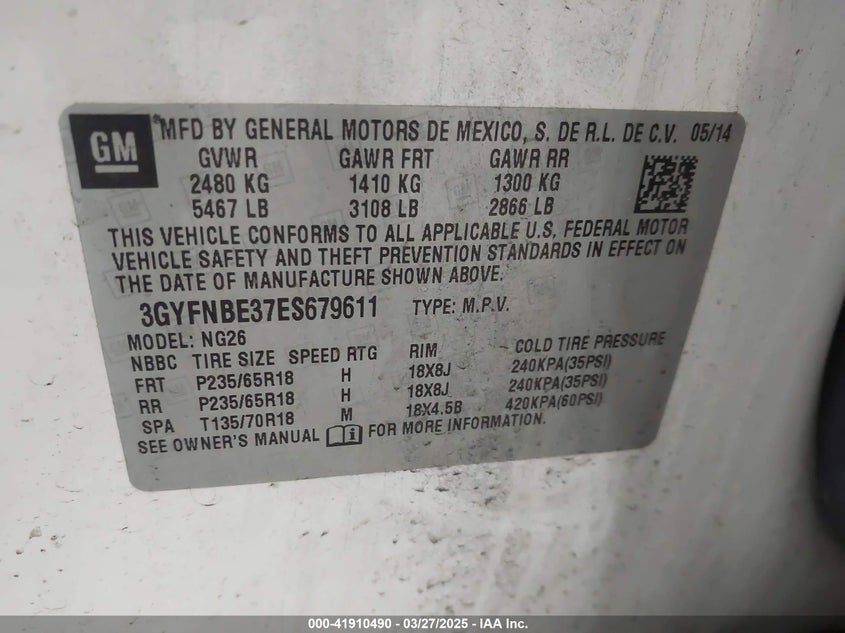 GM
MFD BY GENERAL MOTORS DE MEXICO, S. DE R.L. DE C.V. 05/14
GVWR GAWR FRT GAWR RR
2480 KG 1410 KG 1300 KG
5467 LB 3108 LB 2866 LB
THIS VEHICLE CONFORMS TO ALL APPLICABLE U.S. FEDERAL MOTOR
VEHICLE SAFETY AND THEFT PREVENTION STANDARDS IN EFFECT ON
THE DATE OF MANUFACTURE SHOWN ABOVE.
3GYFNBE37ES679611 TYPE: M.P.V.
MODEL: NG26
NBBC TIRE SIZE SPEED RTG RIM COLD TIRE PRESSURE
FRT P235/65R18 H 18X8J 240KPA(35PSI)
RR P235/65R18 H 18X8J 240KPA(35PSI)
SPA T135/70R18 M 18X4.5B 420KPA(60PSI)
SEE OWNER'S MANUAL FOR MORE INFORMATION.
000-41910490 - 03/27/2025 - IAA Inc.